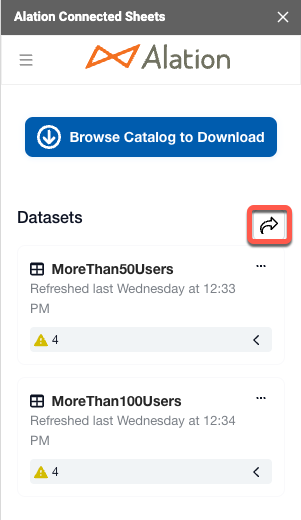 Alation Connected Sheets
Alation
Browse Catalog to Download
Datasets
MoreThan50Users
Refreshed last Wednesday at 12:33
PM
4
MoreThan100Users
Refreshed last Wednesday at 12:34
PM
4